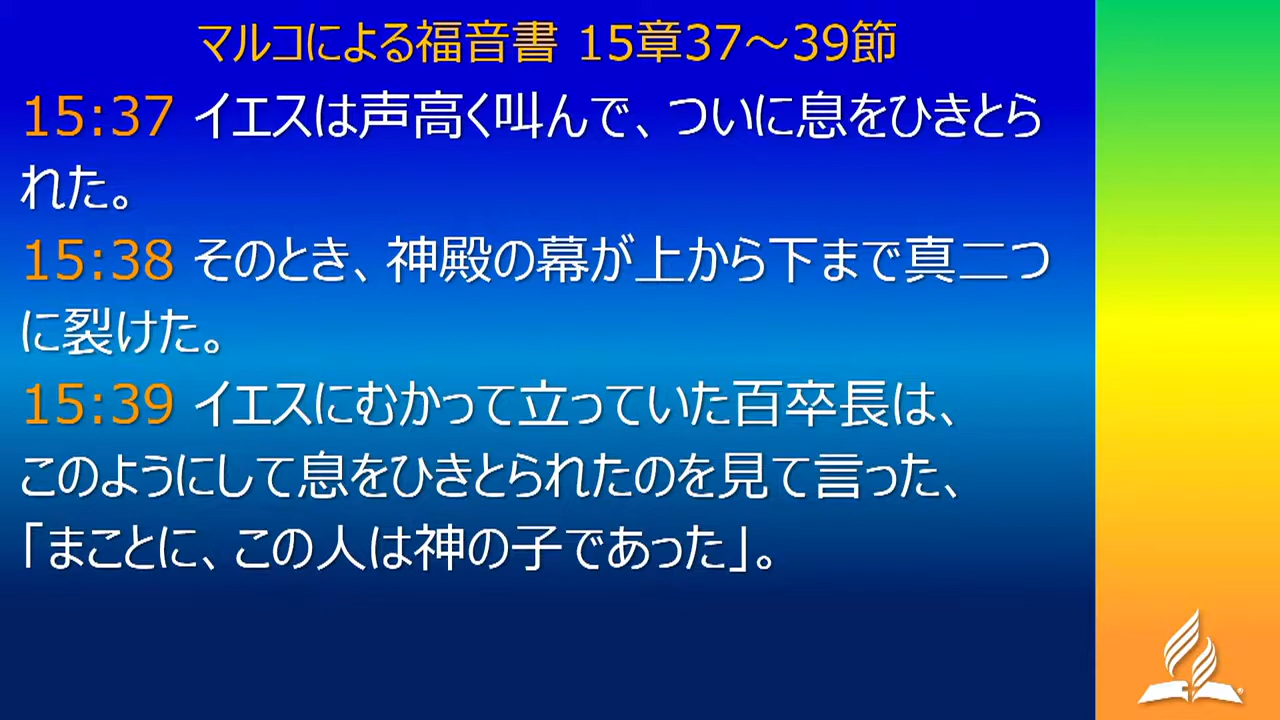 マルコによる福音書 15章37～39節
15:37 イエスは声高く叫んで、ついに息をひきとら
れた。
15:38 そのとき、神殿の幕が上から下まで真二つ
に裂けた。
15:39 イエスにむかって立っていた百卒長は、
このようにして息をひきとられたのを見て言った、
「まことに、この人は神の子であった」。